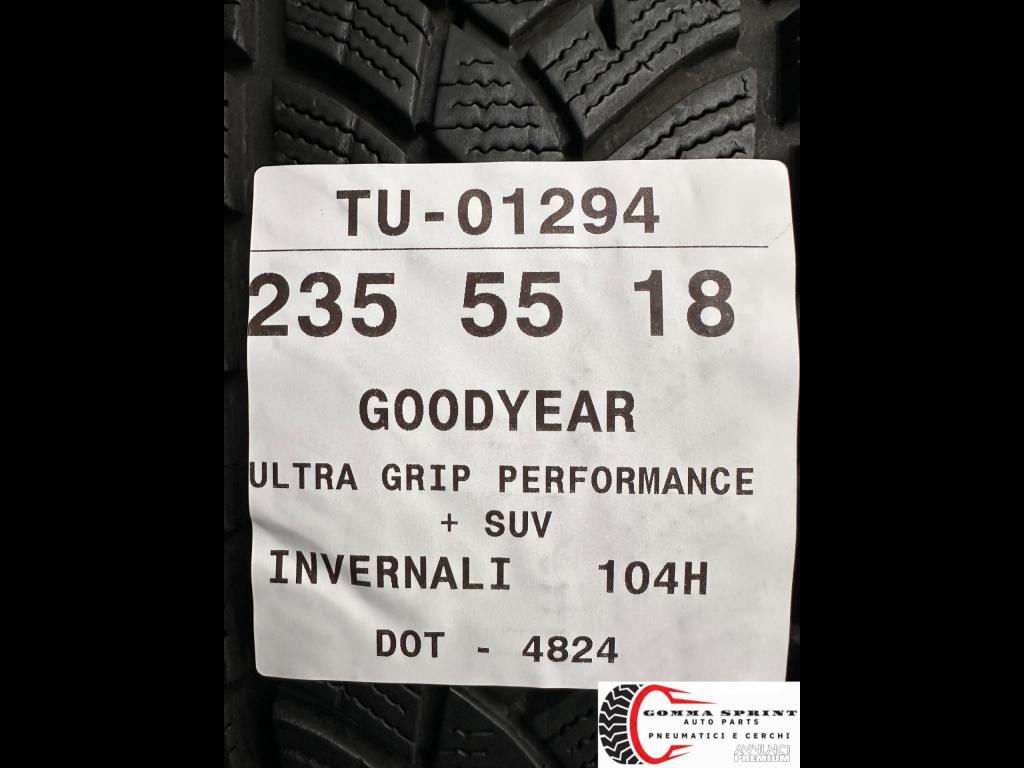 TU-01294
235 55 18
GOODYEAR
ULTRA GRIP PERFORMANCE
+ SUV
INVERNALI 104H
DOT - 4824
GOMMA SPRINT
AUTO PARTS
PNEUMATICI E CERCHI
ANNUNCI
PREMIUM